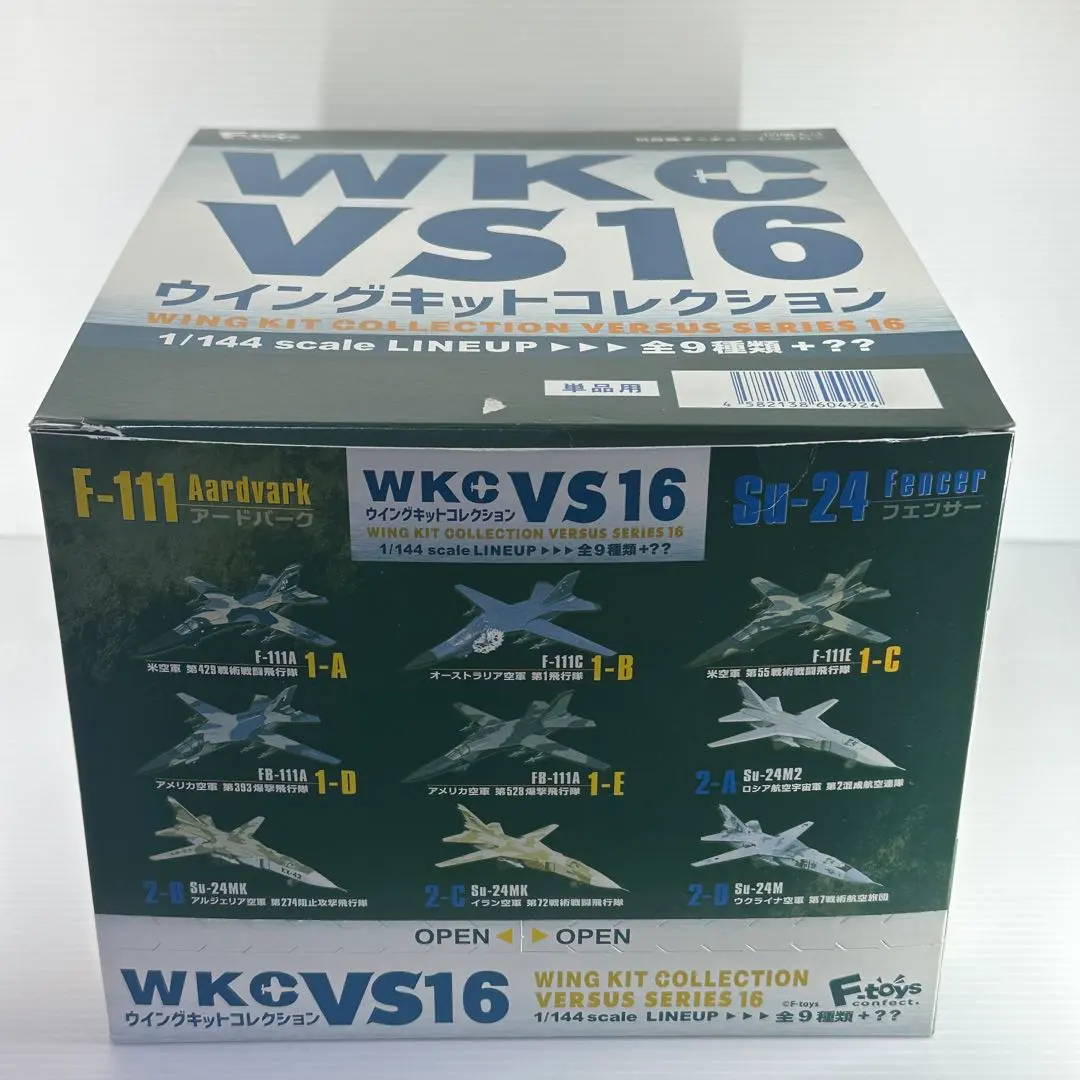 F-toys
WKC
VS16
ウイングキットコレクション
WING KIT COLLECTION VERSUS SERIES 16
1/144 scale LINEUP ▶▶▶ 全9種類+??
単品用
4 582138 604924
F-111 Aardvark
アードバーク
WKC VS16
ウイングキットコレクション
WING KIT COLLECTION VERSUS SERIES 16
1/144 scale LINEUP ▶▶▶ 全9種類+??
Su-24 Fencer
フェンサー
F-111A
米空軍 第429戦術戦闘飛行隊 1-A
F-111C
オーストラリア空軍 第1飛行隊 1-B
F-111E
米空軍 第55戦術戦闘飛行隊 1-C
FB-111A
アメリカ空軍 第393爆撃飛行隊 1-D
FB-111A
アメリカ空軍 第528爆撃飛行隊 1-E
2-A Su-24M2
ロシア航空宇宙軍 第2混成航空連隊
2-B Su-24MK
アルジェリア空軍 第274阻止攻撃飛行隊
2-C Su-24MK
イラン空軍 第72戦術戦闘飛行隊
2-D Su-24M
ウクライナ空軍 第7戦術航空旅団
OPEN ◀ ▶ OPEN
WKC VS16
ウイングキットコレクション
WING KIT COLLECTION
VERSUS SERIES 16
1/144 scale LINEUP ▶▶▶ 全9種類+??
©F-toys
F-toys
confect.